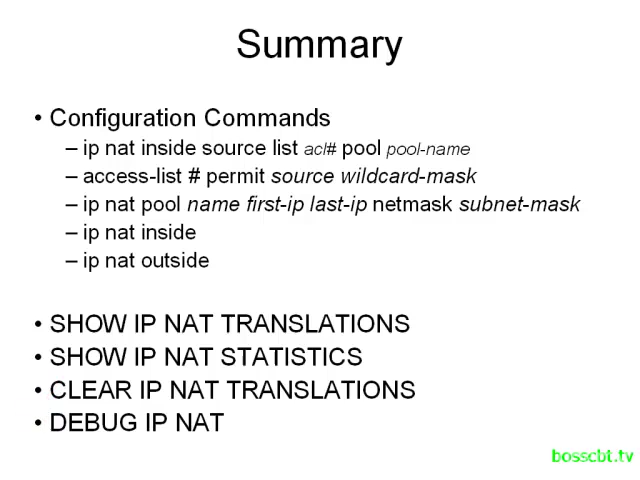 Summary
• Configuration Commands
– ip nat inside source list acl# pool pool-name
– access-list # permit source wildcard-mask
– ip nat pool name first-ip last-ip netmask subnet-mask
– ip nat inside
– ip nat outside
• SHOW IP NAT TRANSLATIONS
• SHOW IP NAT STATISTICS
• CLEAR IP NAT TRANSLATIONS
• DEBUG IP NAT
bosscbt.tv